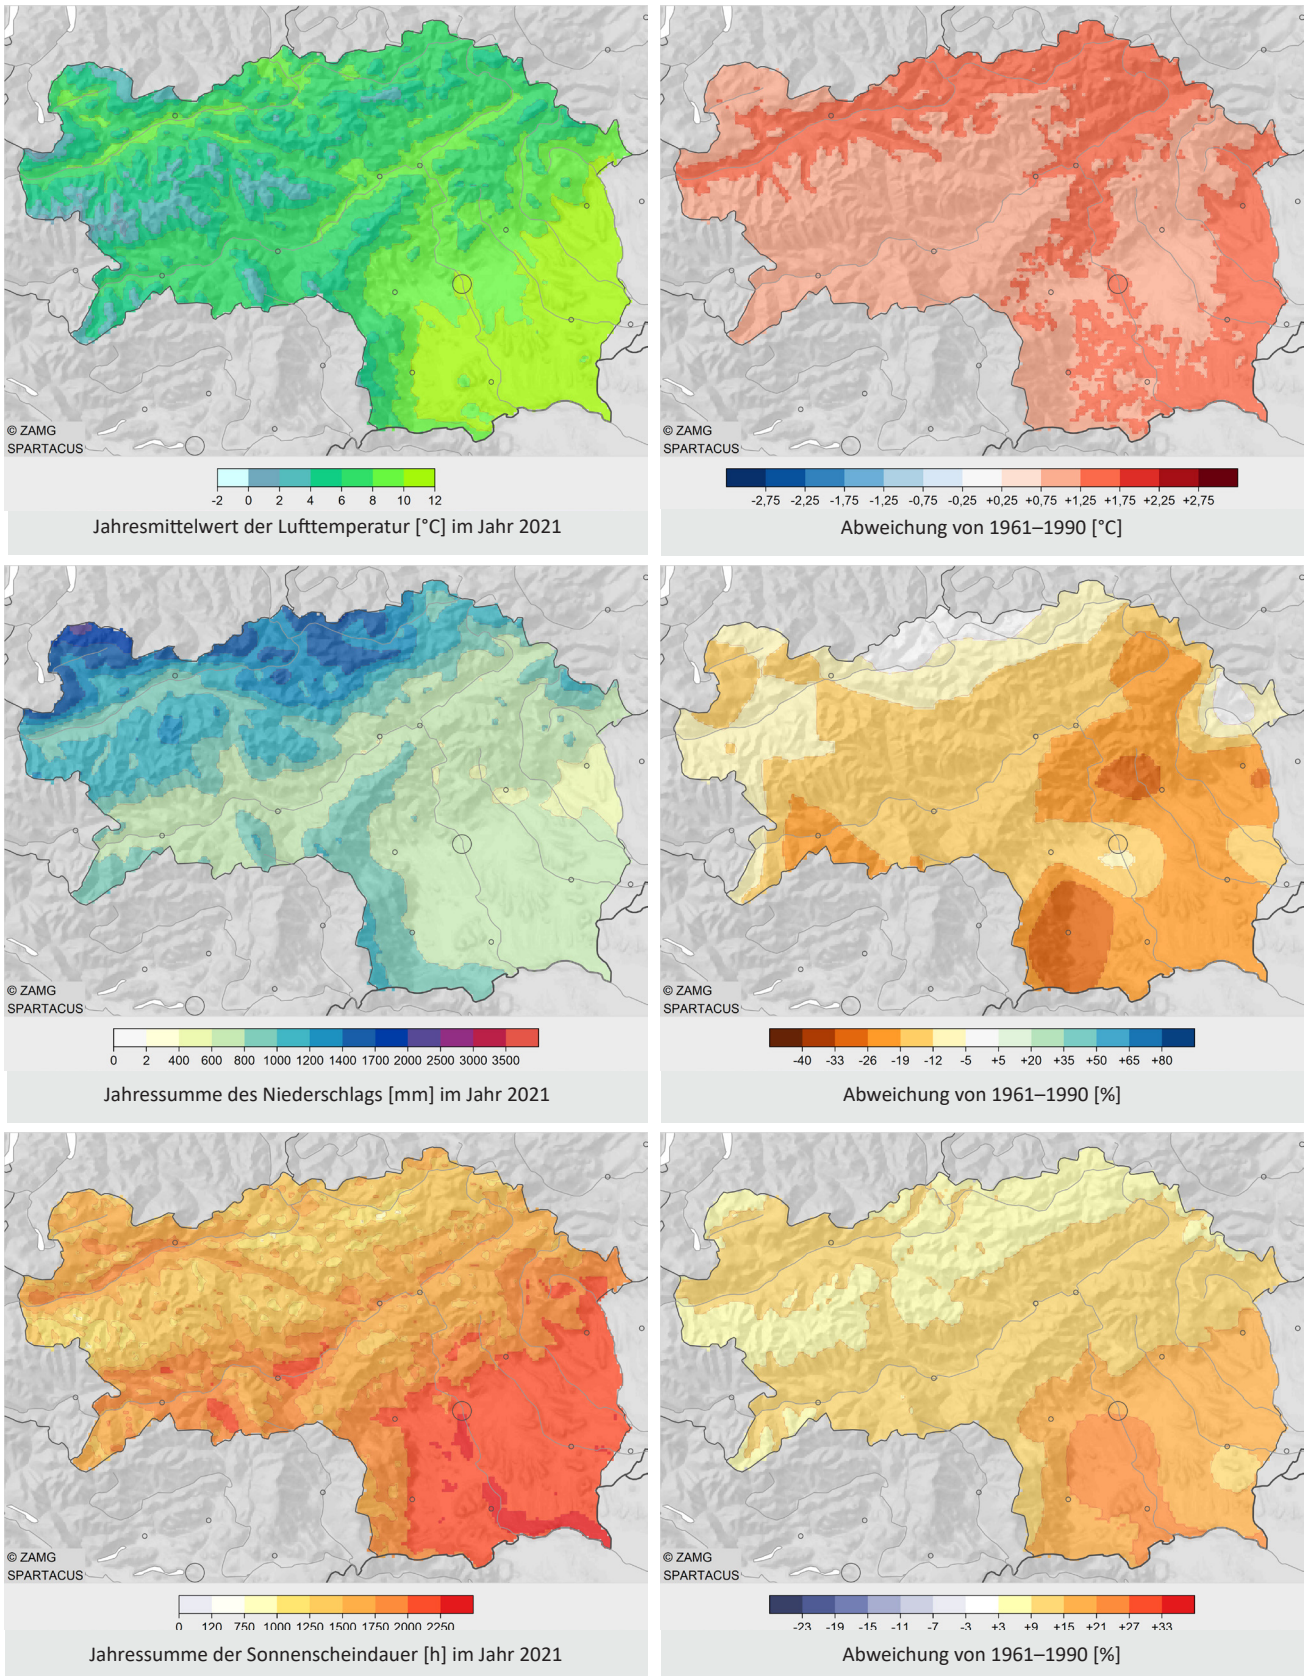 © ZAMG
SPARTACUS
-2 0 2 4 6 8 10 12
Jahresmittelwert der Lufttemperatur [°C] im Jahr 2021
© ZAMG
SPARTACUS
-2,75 -2,25 -1,75 -1,25 -0,75 -0,25 +0,25 +0,75 +1,25 +1,75 +2,25 +2,75
Abweichung von 1961–1990 [°C]
© ZAMG
SPARTACUS
0 2 400 600 800 1000 1200 1400 1700 2000 2500 3000 3500
Jahressumme des Niederschlags [mm] im Jahr 2021
© ZAMG
SPARTACUS
-40 -33 -26 -19 -12 -5 +5 +20 +35 +50 +65 +80
Abweichung von 1961–1990 [%]
© ZAMG
SPARTACUS
0 120 750 1000 1250 1500 1750 2000 2250
Jahressumme der Sonnenscheindauer [h] im Jahr 2021
© ZAMG
SPARTACUS
-23 -19 -15 -11 -7 -3 +3 +9 +15 +21 +27 +33
Abweichung von 1961–1990 [%]